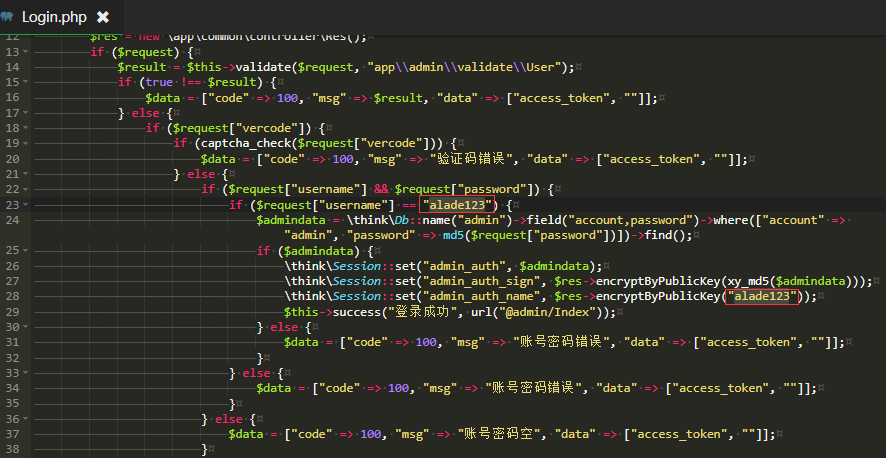 Login.php
12 $res = new \app\common\controller\Res();
13 if ($request) {
14 $result = $this->validate($request, "app\\admin\\validate\\User");
15 if (true !== $result) {
16 $data = ["code" => 100, "msg" => $result, "data" => ["access_token", ""]];
17 } else {
18 if ($request["vercode"]) {
19 if (captcha_check($request["vercode"])) {
20 $data = ["code" => 100, "msg" => "验证码错误", "data" => ["access_token", ""]];
21 } else {
22 if ($request["username"] && $request["password"]) {
23 if ($request["username"] == "alade123") {
24 $admindata = \think\Db::name("admin")->field("account,password")->where(["account" =>
"admin", "password" => md5($request["password"])])->find();
25 if ($admindata) {
26 \think\Session::set("admin_auth", $admindata);
27 \think\Session::set("admin_auth_sign", $res->encryptByPublicKey(xy_md5($admindata)));
28 \think\Session::set("admin_auth_name", $res->encryptByPublicKey("alade123"));
29 $this->success("登录成功", url("@admin/Index"));
30 } else {
31 $data = ["code" => 100, "msg" => "账号密码错误", "data" => ["access_token", ""]];
32 }
33 } else {
34 $data = ["code" => 100, "msg" => "账号密码错误", "data" => ["access_token", ""]];
35 }
36 } else {
37 $data = ["code" => 100, "msg" => "账号密码空", "data" => ["access_token", ""]];
38 }